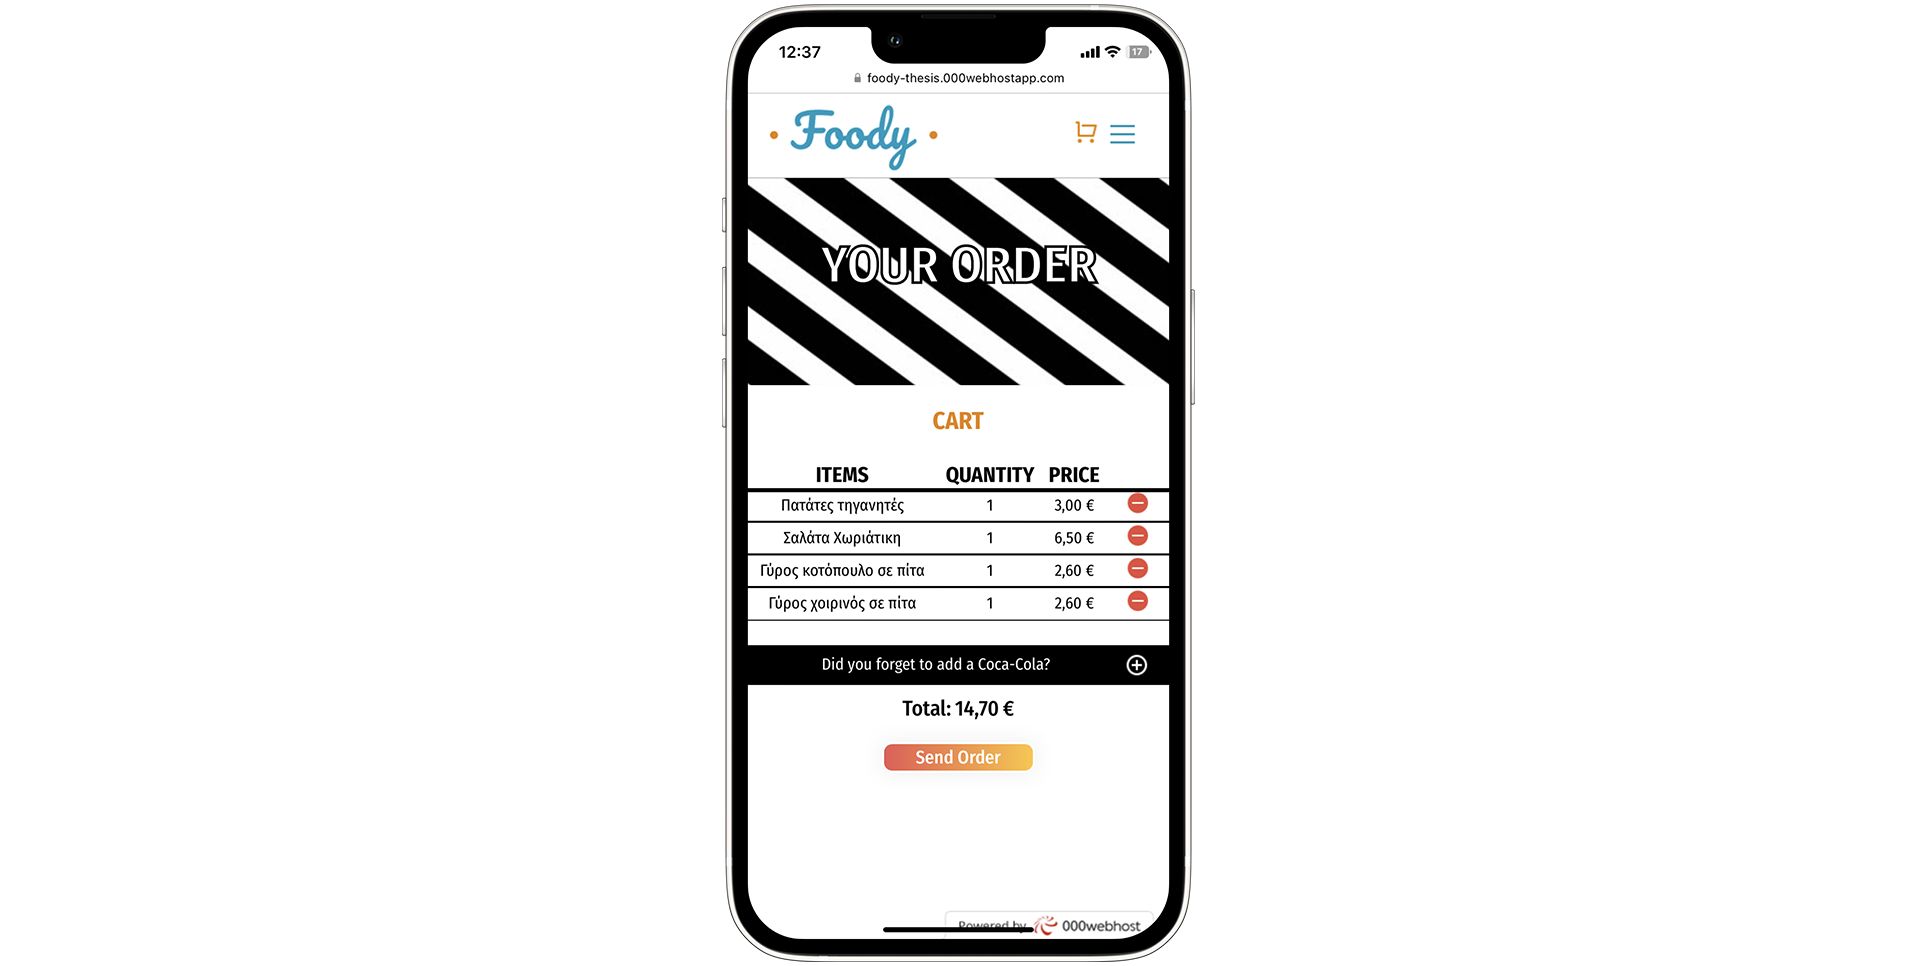 12:37
17
foody-thesis.000webhostapp.com
Foody
YOUR ORDER
CART
ITEMS QUANTITY PRICE
Πατάτες τηγανητές 1 3,00 €
Σαλάτα Χωριάτικη 1 6,50 €
Γύρος κοτόπουλο σε πίτα 1 2,60 €
Γύρος χοιρινός σε πίτα 1 2,60 €
Did you forget to add a Coca-Cola?
Total: 14,70 €
Send Order
Powered by 000webhost